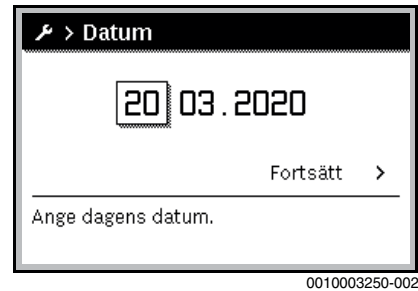 > Datum
20 03.2020
Fortsätt >
Ange dagens datum.
0010003250-002